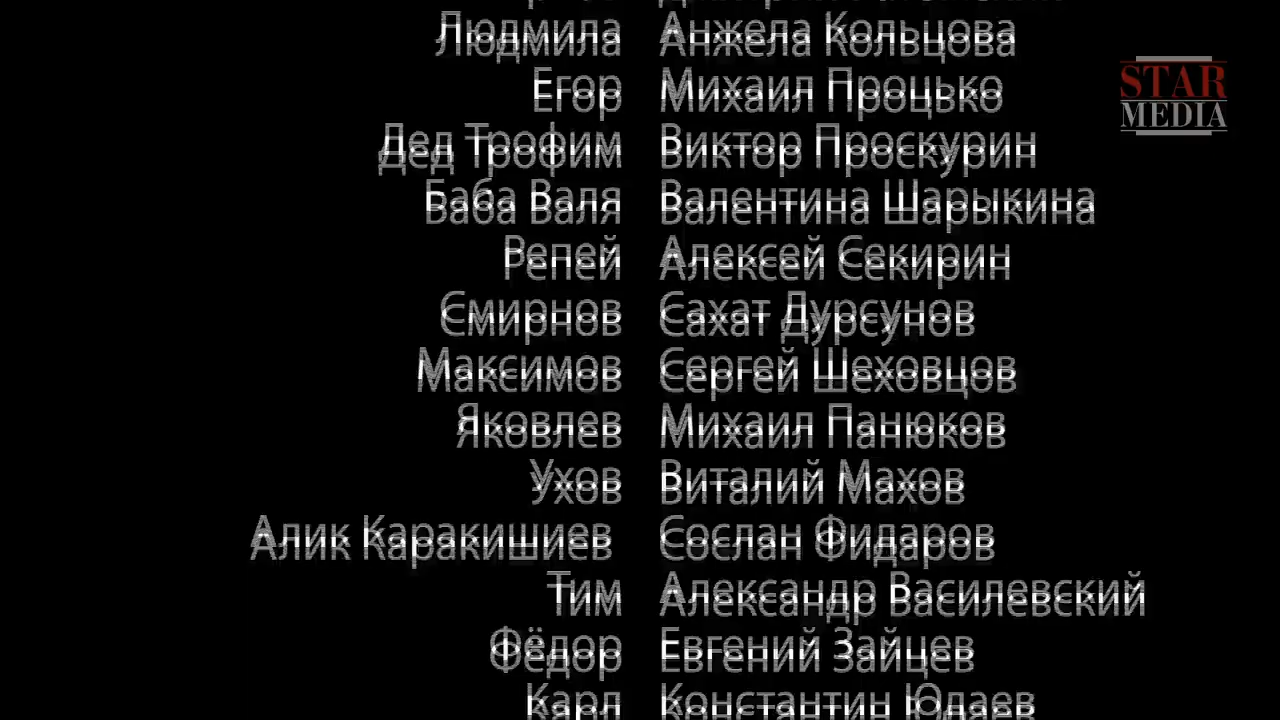 Людмила Анжела Кольцова
Егор Михаил Процько
Дед Трофим Виктор Проскурин
Баба Валя Валентина Шарыкина
Репей Алексей Секирин
Смирнов Сахат Дурсунов
Максимов Сергей Шеховцов
Яковлев Михаил Панюков
Ухов Виталий Махов
Алик Каракишиев Сослан Фидаров
Тим Александр Василевский
Фёдор Евгений Зайцев
Карл Константин Юдаев
STAR
MEDIA